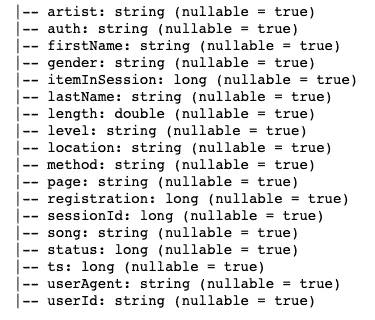 |-- artist: string (nullable = true)
|-- auth: string (nullable = true)
|-- firstName: string (nullable = true)
|-- gender: string (nullable = true)
|-- itemInSession: long (nullable = true)
|-- lastName: string (nullable = true)
|-- length: double (nullable = true)
|-- level: string (nullable = true)
|-- location: string (nullable = true)
|-- method: string (nullable = true)
|-- page: string (nullable = true)
|-- registration: long (nullable = true)
|-- sessionId: long (nullable = true)
|-- song: string (nullable = true)
|-- status: long (nullable = true)
|-- ts: long (nullable = true)
|-- userAgent: string (nullable = true)
|-- userId: string (nullable = true)